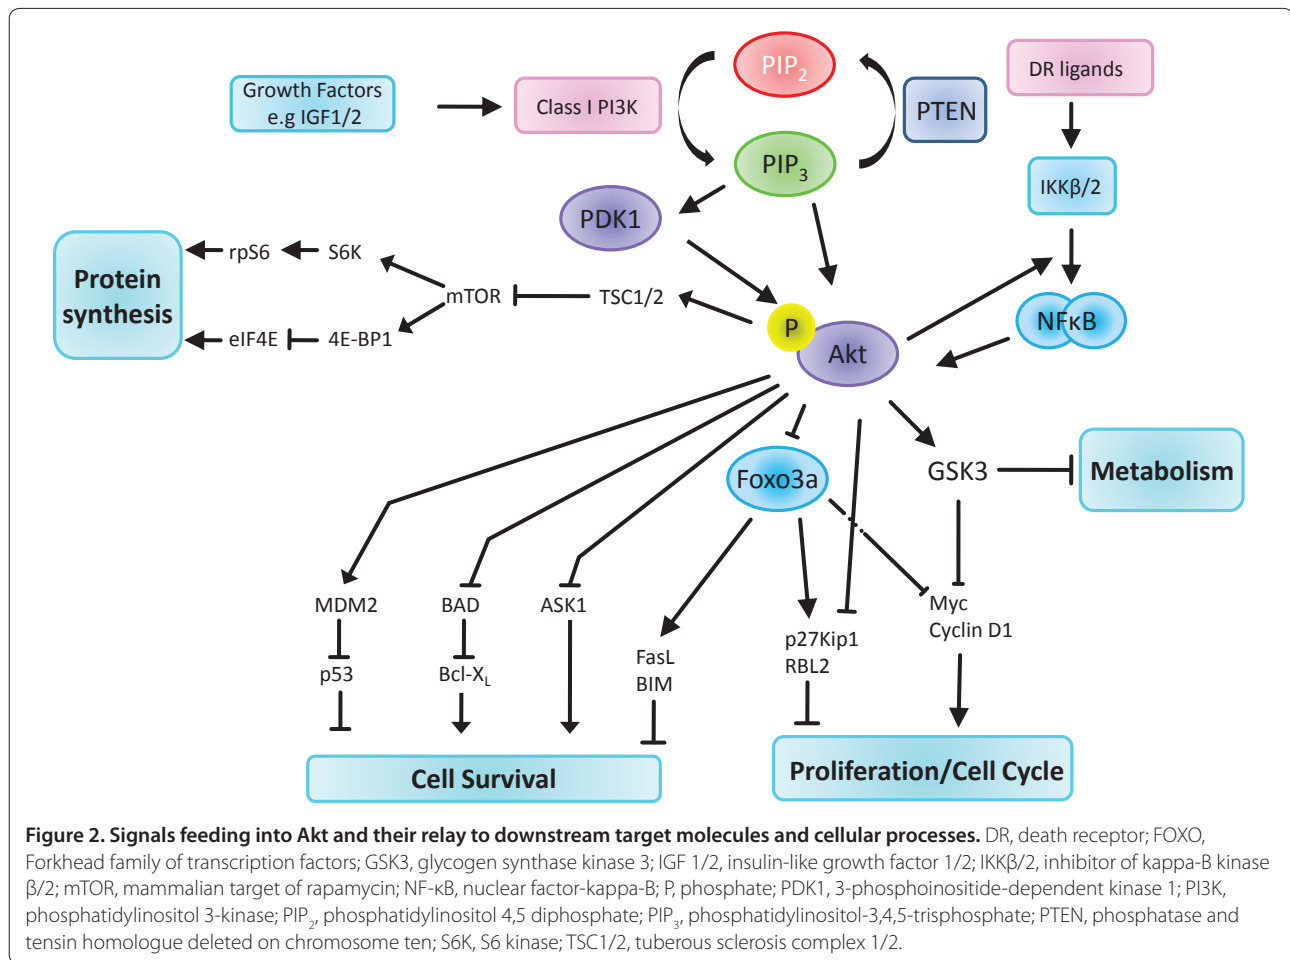 Growth Factors
e.g IGF1/2
Class I PI3K
PIP2
PTEN
DR ligands
PIP3
IKKβ/2
PDK1
Protein
synthesis
rpS6
S6K
mTOR
TSC1/2
P
Akt
NFκB
eIF4E
4E-BP1
Foxo3a
GSK3
Metabolism
MDM2
BAD
ASK1
Myc
Cyclin D1
p53
Bcl-XL
FasL
BIM
p27Kip1
RBL2
Cell Survival
Proliferation/Cell Cycle
Figure 2. Signals feeding into Akt and their relay to downstream target molecules and cellular processes. DR, death receptor; FOXO,
Forkhead family of transcription factors; GSK3, glycogen synthase kinase 3; IGF 1/2, insulin-like growth factor 1/2; IKKβ/2, inhibitor of kappa-B kinase
β/2; mTOR, mammalian target of rapamycin; NF-κB, nuclear factor-kappa-B; P, phosphate; PDK1, 3-phosphoinositide-dependent kinase 1; PI3K,
phosphatidylinositol 3-kinase; PIP2, phosphatidylinositol 4,5 diphosphate; PIP3, phosphatidylinositol-3,4,5-trisphosphate; PTEN, phosphatase and
tensin homologue deleted on chromosome ten; S6K, S6 kinase; TSC1/2, tuberous sclerosis complex 1/2.